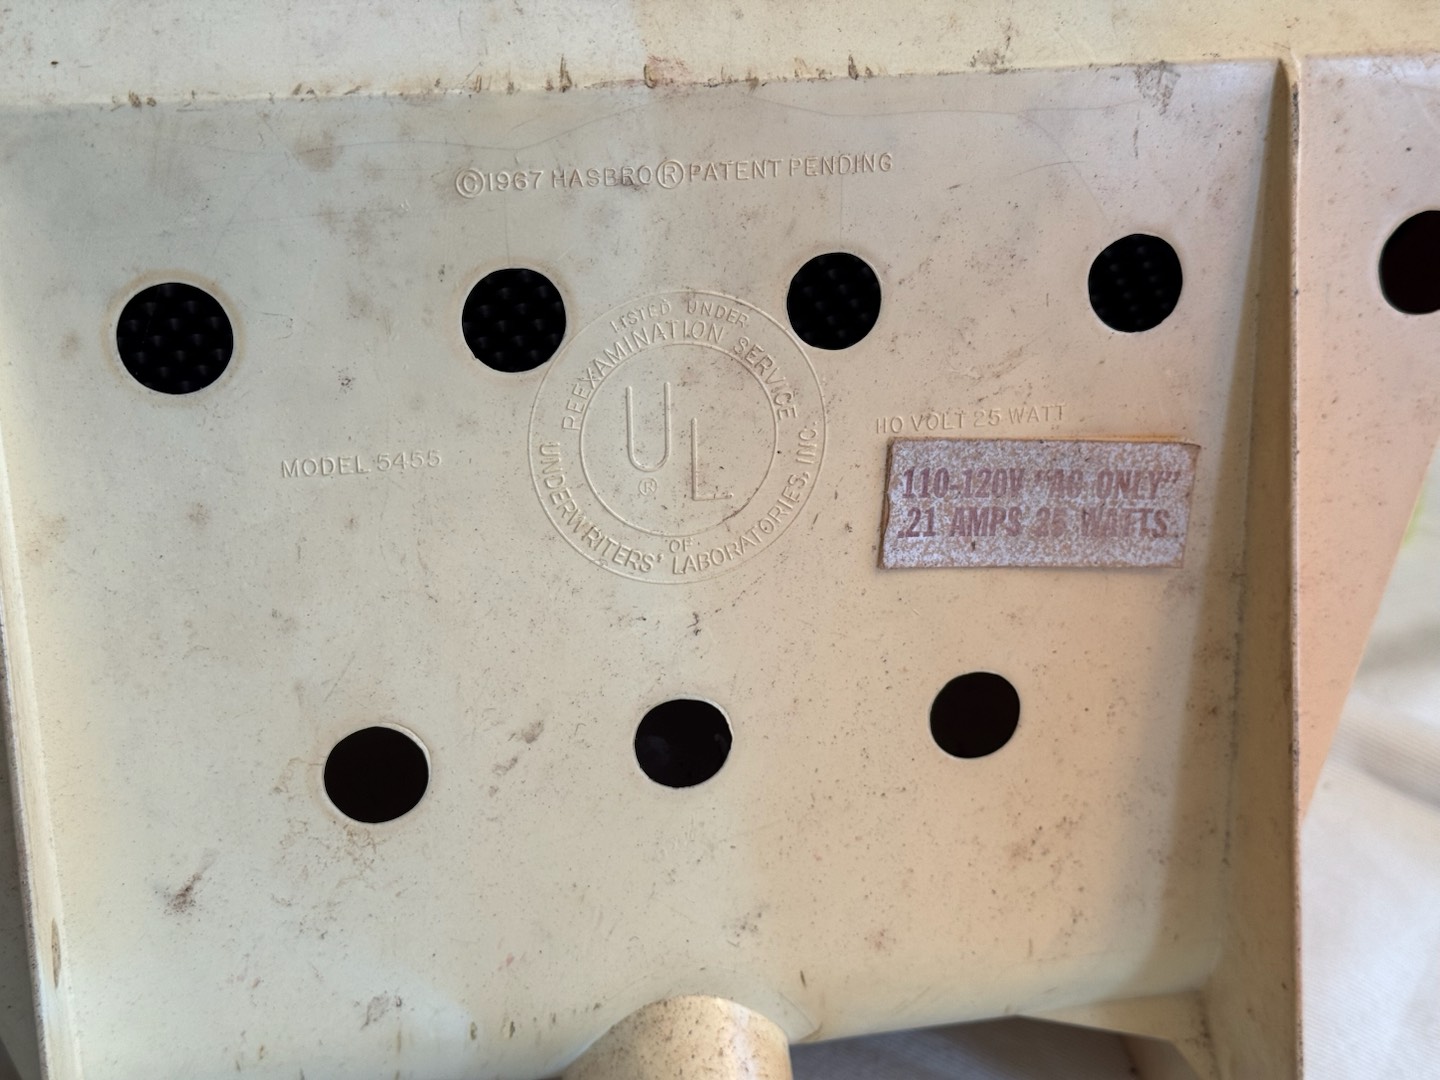 ©1967 HASBRO® PATENT PENDING
LISTED UNDER
REEXAMINATION SERVICE
UL
®
OF
UNDERWRITERS' LABORATORIES, INC.
MODEL 5455
110 VOLT 25 WATT
110-120V "AC ONLY"
.21 AMPS 25 WATTS